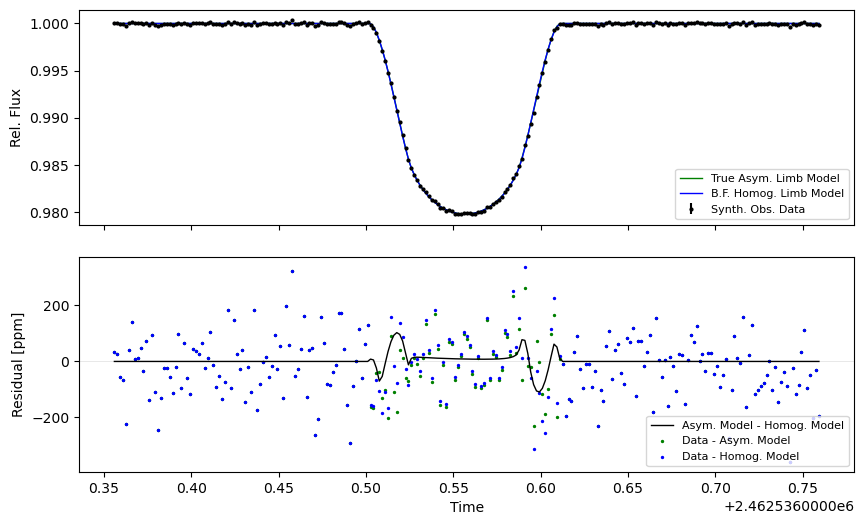 1.000
0.995
0.990
0.985
0.980
Rel. Flux
True Asym. Limb Model
B.F. Homog. Limb Model
Synth. Obs. Data
200
0
−200
Residual [ppm]
Asym. Model - Homog. Model
Data - Asym. Model
Data - Homog. Model
0.35 0.40 0.45 0.50 0.55 0.60 0.65 0.70 0.75
Time
+2.4625360000e6